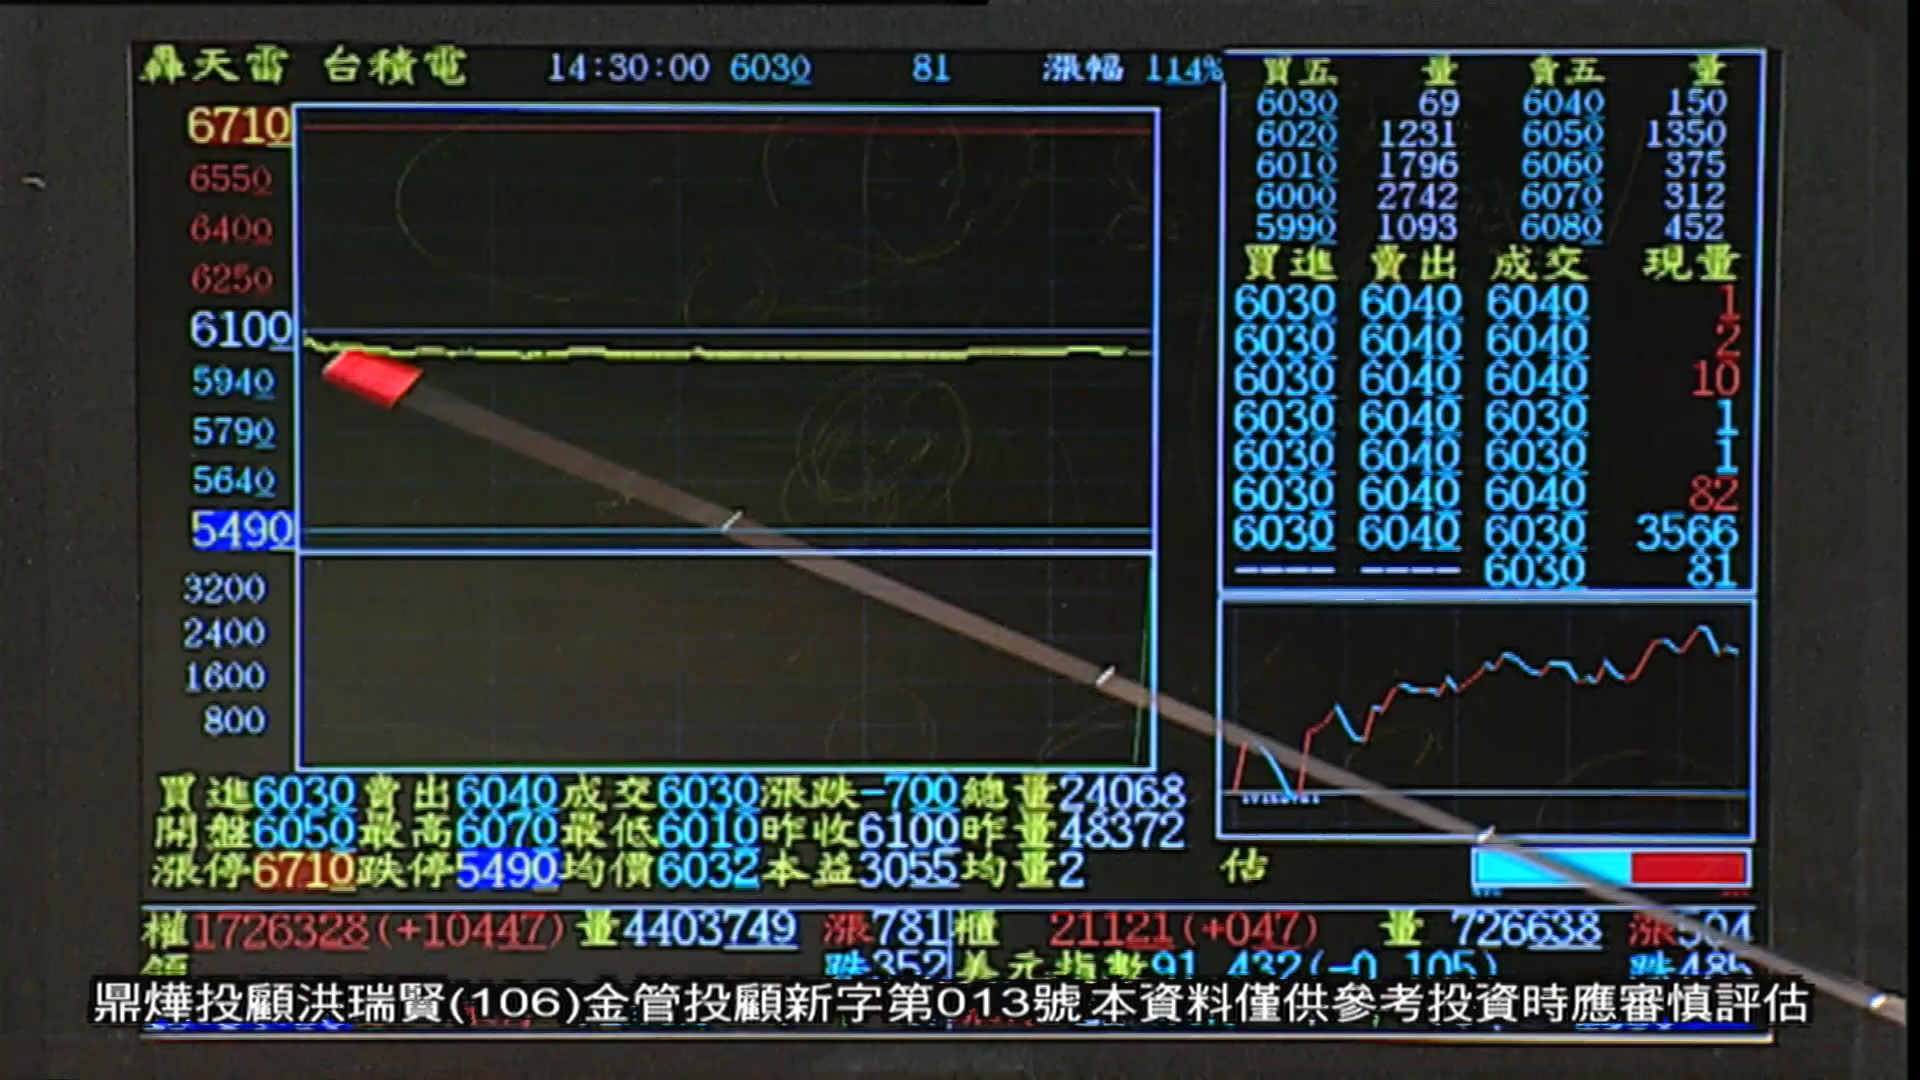 轟天雷 台積電 14:30:00 6030 81 漲幅 114%
6710
6550
6400
6250
6100
5940
5790
5640
5490
3200
2400
1600
800
買五 量 賣五 量
6030 69 6040 150
6020 1231 6050 1350
6010 1796 6060 375
6000 2742 6070 312
5990 1093 6080 452
買進 賣出 成交 現量
6030 6040 6040 1
6030 6040 6040 2
6030 6040 6040 10
6030 6040 6030 1
6030 6040 6030 1
6030 6040 6040 82
6030 6040 6030 3566
———— ———— 6030 81
買進6030賣出6040成交6030漲跌-700總量24068
開盤6050最高6070最低6010昨收6100昨量48372
漲停6710跌停5490均價6032本益3055均量2
估
權1726328(+10447) 量4403749 漲781 櫃 21121(+047) 量 726638 漲504
跌352 美元指數91.432(-0.105) 跌485
鼎燁投顧洪瑞賢(106)金管投顧新字第013號 本資料僅供參考投資時應審慎評估